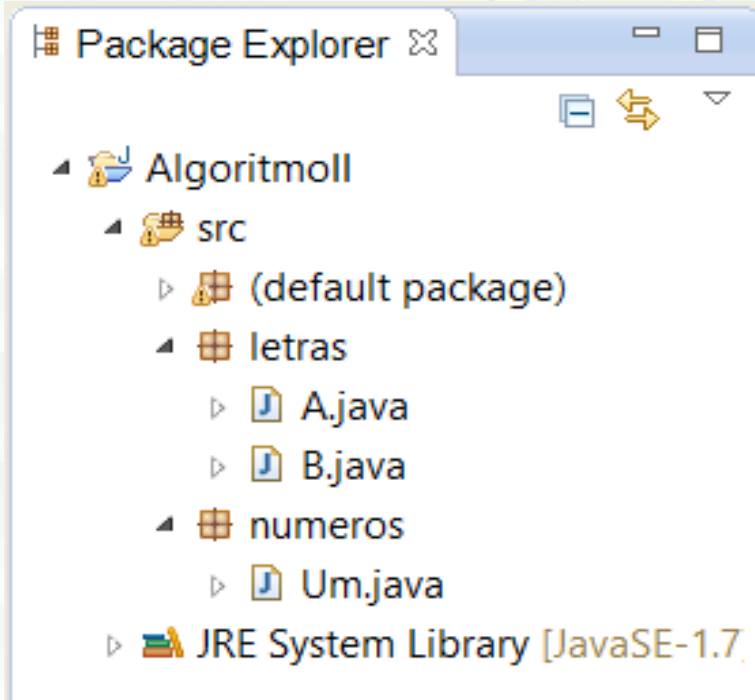 Package Explorer
AlgoritmoII
src
(default package)
letras
A.java
B.java
numeros
Um.java
JRE System Library [JavaSE-1.7